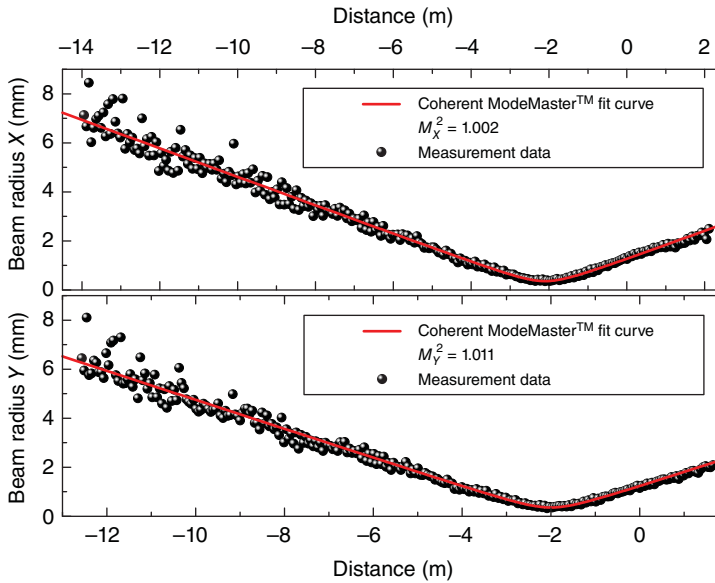 Distance (m)
−14 −12 −10 −8 −6 −4 −2 0 2
8
6
4
2
0
Beam radius X (mm)
Coherent ModeMaster™ fit curve
M_X^2 = 1.002
Measurement data
8
6
4
2
0
Beam radius Y (mm)
Coherent ModeMaster™ fit curve
M_Y^2 = 1.011
Measurement data
−12 −10 −8 −6 −4 −2 0
Distance (m)